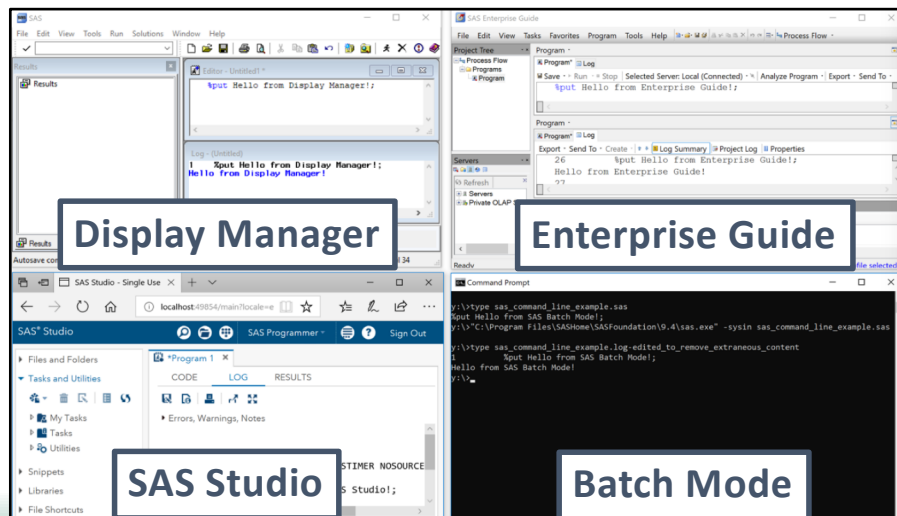 SAS
File Edit View Tools Run Solutions Window Help
Results
Results
Editor - Untitled1 *
%put Hello from Display Manager!;
Log - (Untitled)
1 %put Hello from Display Manager!;
Hello from Display Manager!
Display Manager
Results
Autosave com
SAS Enterprise Guide
File Edit View Tasks Favorites Program Tools Help
Process Flow
Project Tree
Process Flow
Programs
Program
Program
Program* Log
Save Run Stop Selected Server: Local (Connected) Analyze Program Export Send To
%put Hello from Enterprise Guide!;
Program
Program* Log
Export Send To Create Log Summary Project Log Properties
26 %put Hello from Enterprise Guide!;
Hello from Enterprise Guide!
27
Servers
Refresh
Servers
Private OLAP S
Enterprise Guide
Ready
file selected
SAS Studio - Single Use
localhost:49854/main?locale=e
SAS® Studio
SAS Programmer
Sign Out
Files and Folders
Tasks and Utilities
My Tasks
Tasks
Utilities
Snippets
Libraries
File Shortcuts
*Program 1
CODE LOG RESULTS
Errors, Warnings, Notes
STIMER NOSOURCE
S Studio!;
SAS Studio
Command Prompt
y:\>type sas_command_line_example.sas
%put Hello from SAS Batch Mode!;
y:\>"C:\Program Files\SASHome\SASFoundation\9.4\sas.exe" -sysin sas_command_line_example.sas
y:\>type sas_command_line_example.log-edited_to_remove_extraneous_content
1 %put Hello from SAS Batch Mode!;
Hello from SAS Batch Mode!
y:\>
Batch Mode